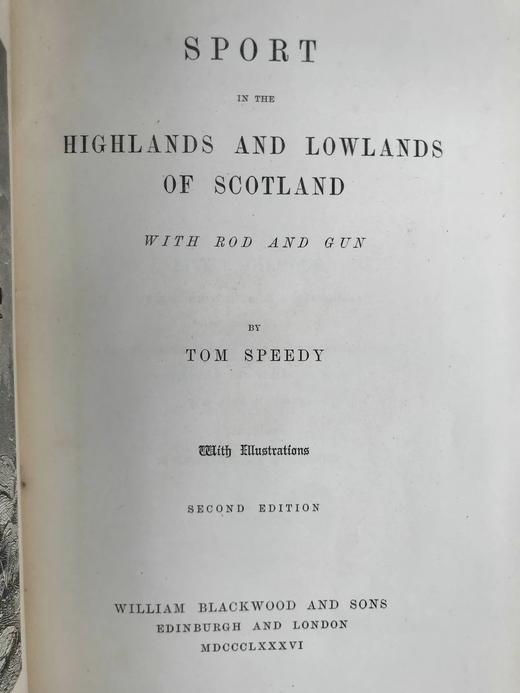 SPORT
IN THE
HIGHLANDS AND LOWLANDS
OF SCOTLAND
WITH ROD AND GUN
BY
TOM SPEEDY
With Illustrations
SECOND EDITION
WILLIAM BLACKWOOD AND SONS
EDINBURGH AND LONDON
MDCCCLXXXVI